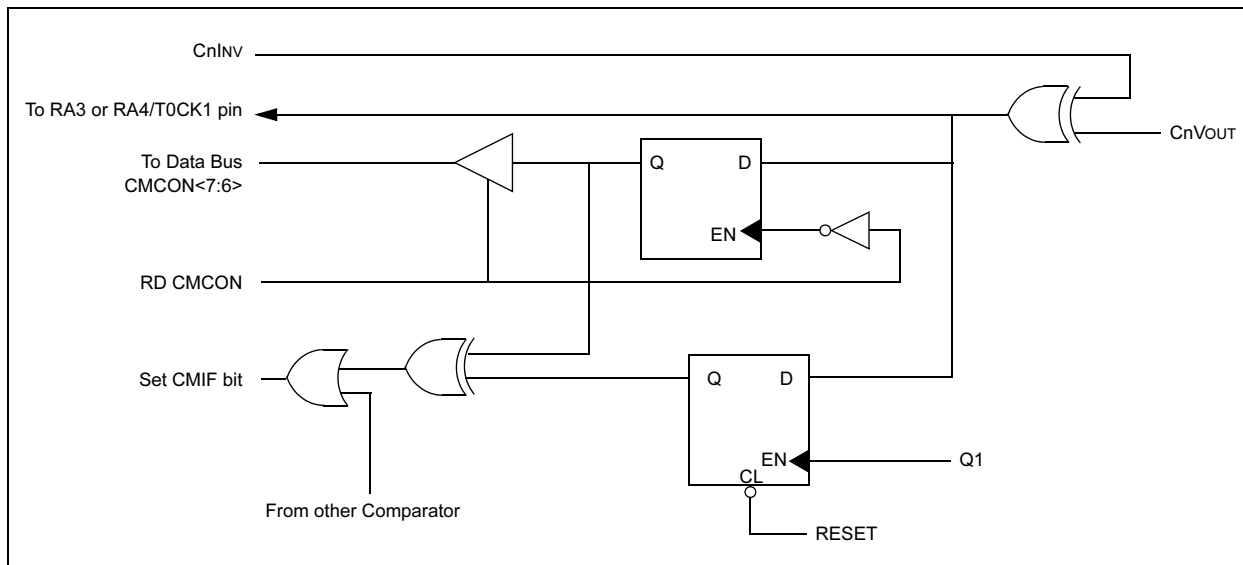 CnINV
To RA3 or RA4/T0CK1 pin
CnVOUT
To Data Bus
CMCON<7:6>
Q D
EN
RD CMCON
Set CMIF bit
Q D
EN
Q1
CL
From other Comparator
RESET